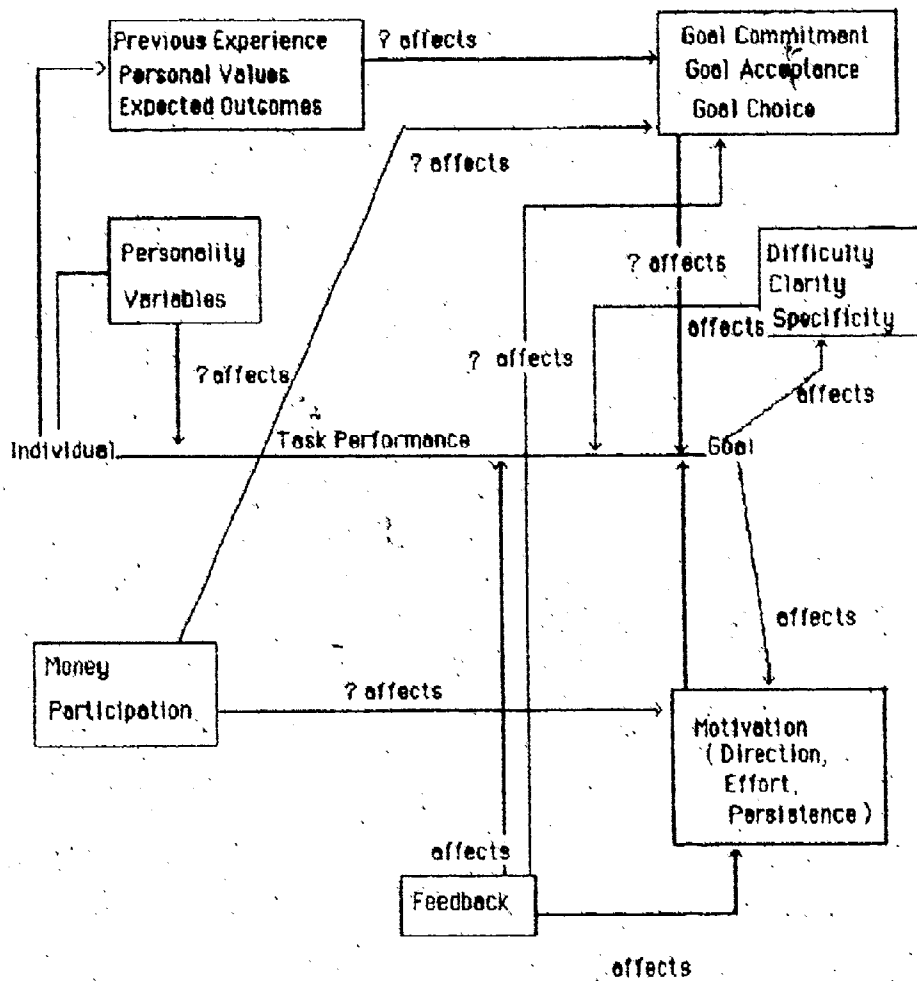 Previous Experience
Personal Values
Expected Outcomes
? affects
Goal Commitment
Goal Acceptance
Goal Choice
? affects
Personality
Variables
? affects
Difficulty
Clarity
Specificity
affects
? affects
? affects
affects
Individual
Task Performance
Goal
affects
Money
Participation
? affects
Motivation
(Direction,
Effort,
Persistence)
affects
Feedback
affects